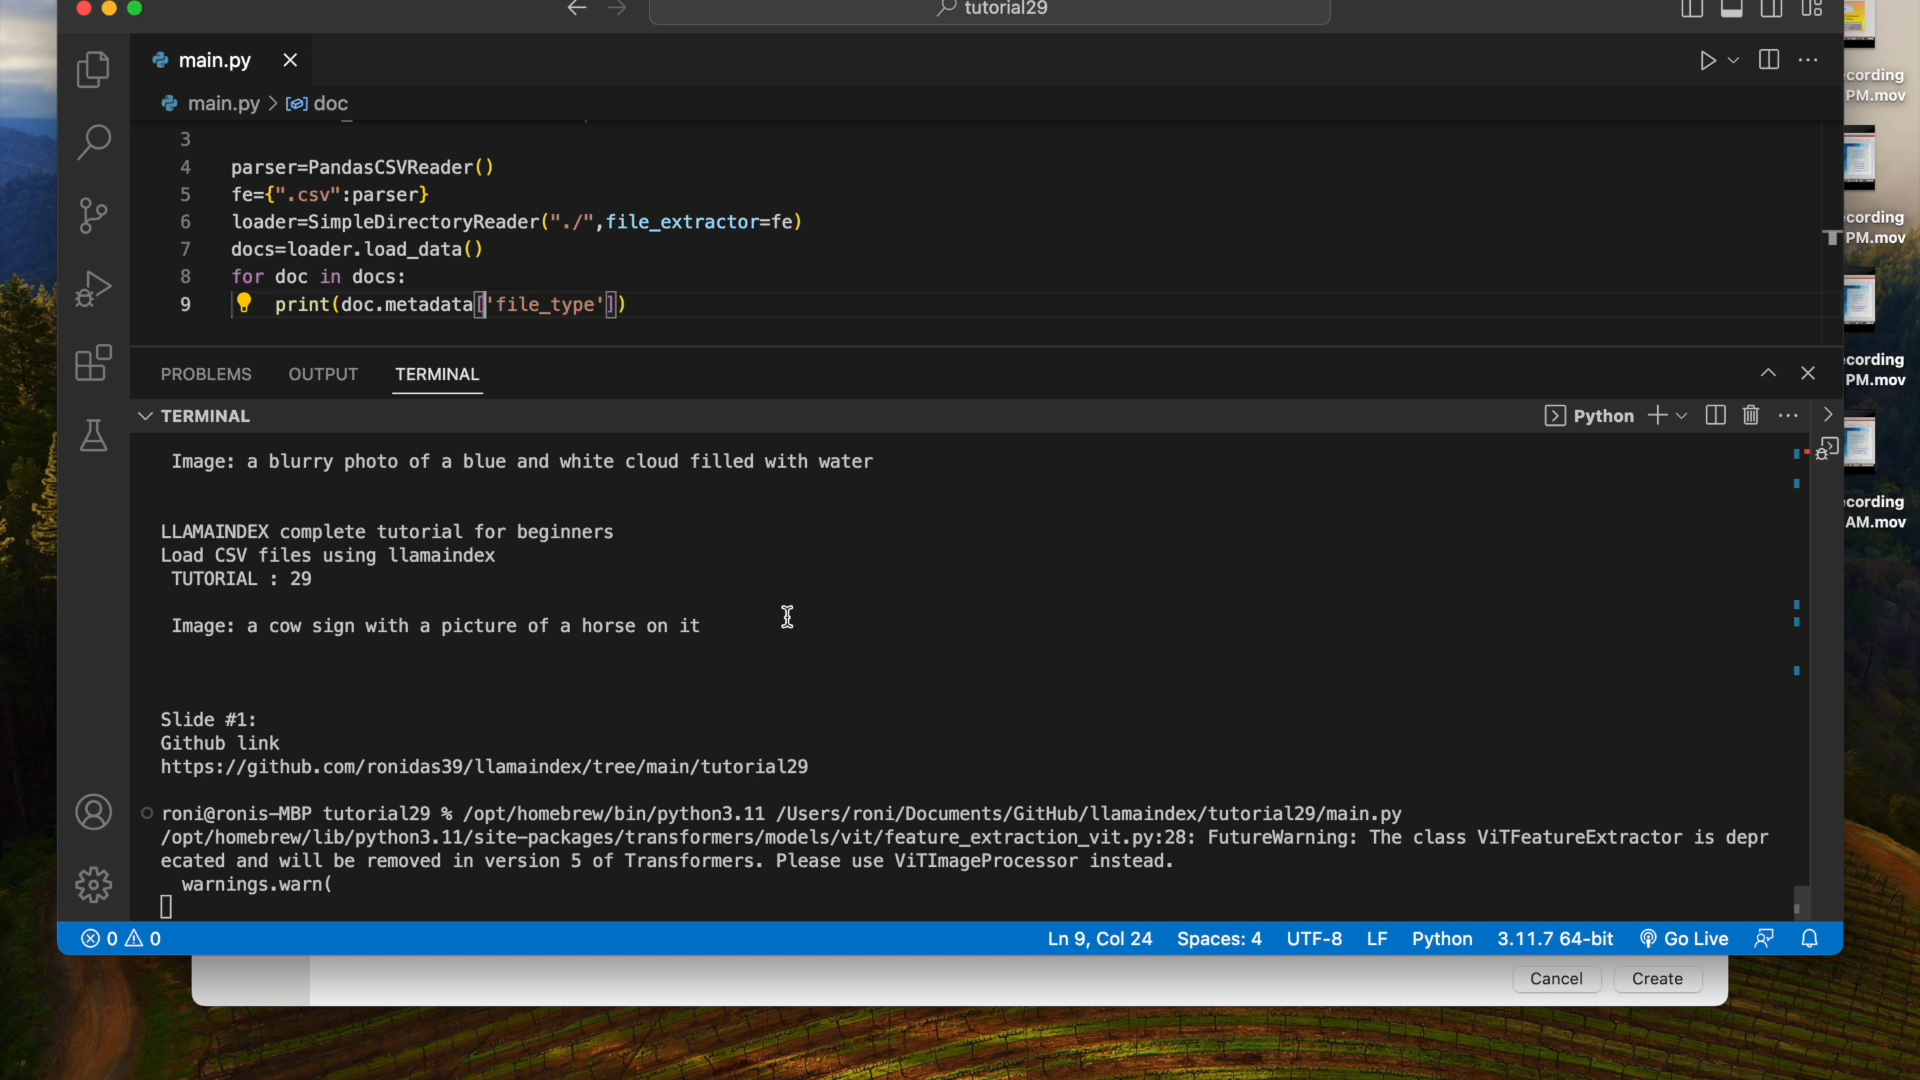 tutorial29
main.py
main.py > doc
3
4 parser=PandasCSVReader()
5 fe={".csv":parser}
6 loader=SimpleDirectoryReader("./",file_extractor=fe)
7 docs=loader.load_data()
8 for doc in docs:
9 print(doc.metadata['file_type'])
PROBLEMS OUTPUT TERMINAL
TERMINAL
Python
Image: a blurry photo of a blue and white cloud filled with water
LLAMAINDEX complete tutorial for beginners
Load CSV files using llamaindex
TUTORIAL : 29
Image: a cow sign with a picture of a horse on it
Slide #1:
Github link
https://github.com/ronidas39/llamaindex/tree/main/tutorial29
roni@ronis-MBP tutorial29 % /opt/homebrew/bin/python3.11 /Users/roni/Documents/GitHub/llamaindex/tutorial29/main.py
/opt/homebrew/lib/python3.11/site-packages/transformers/models/vit/feature_extraction_vit.py:28: FutureWarning: The class ViTFeatureExtractor is depr
ecated and will be removed in version 5 of Transformers. Please use ViTImageProcessor instead.
warnings.warn(
0 0
Ln 9, Col 24 Spaces: 4 UTF-8 LF Python 3.11.7 64-bit Go Live
Cancel Create
cording
PM.mov
cording
PM.mov
cording
PM.mov
cording
AM.mov